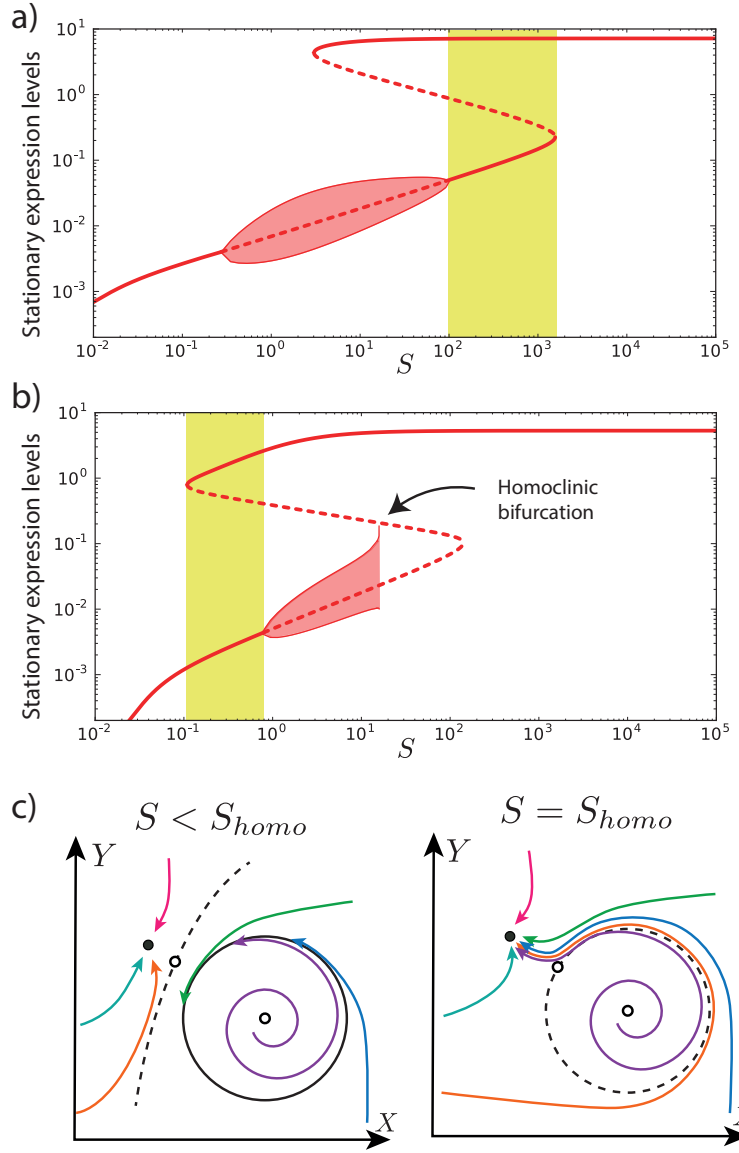 a)
Stationary expression levels
10^1
10^0
10^-1
10^-2
10^-3
10^-2 10^-1 10^0 10^1 10^2 10^3 10^4 10^5
S
b)
Stationary expression levels
10^1
10^0
10^-1
10^-2
10^-3
Homoclinic
bifurcation
10^-2 10^-1 10^0 10^1 10^2 10^3 10^4 10^5
S
c)
S < S_homo
S = S_homo
Y
Y
X
X